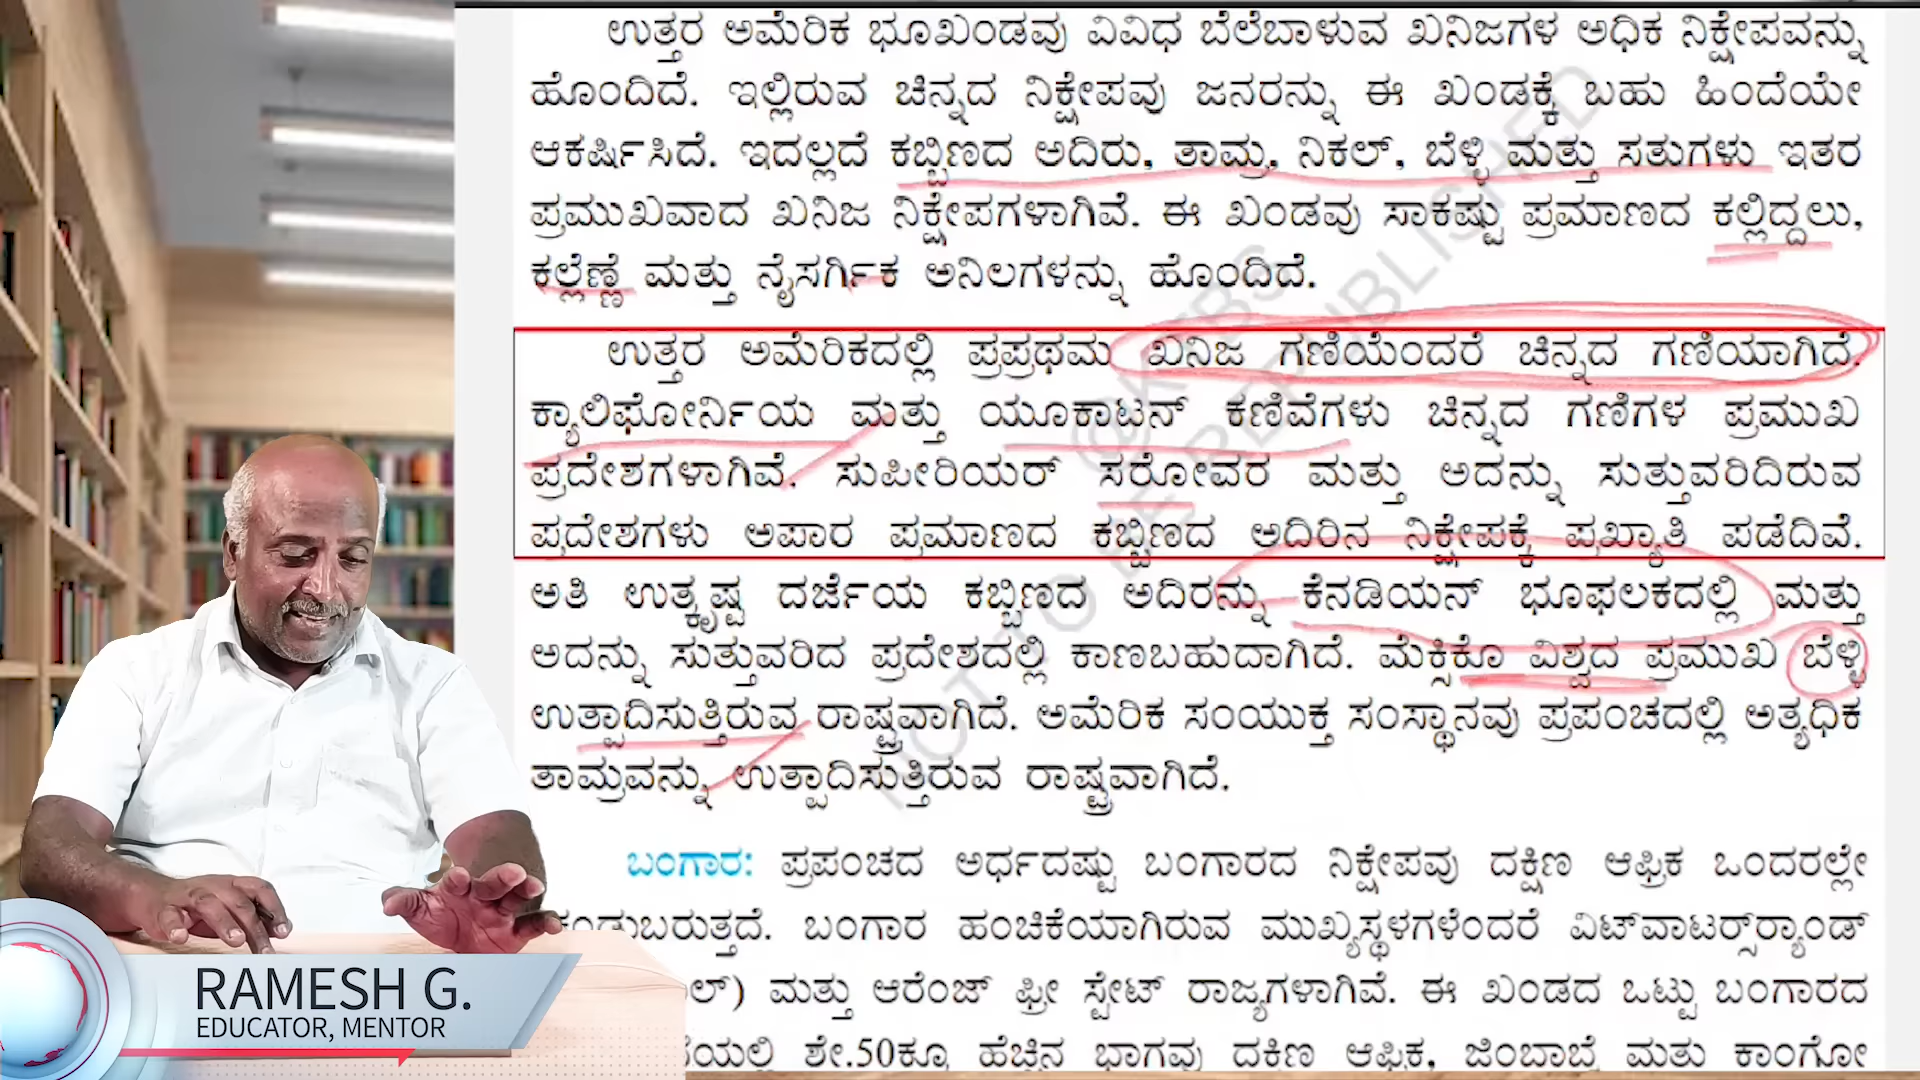 ಉತ್ತರ ಅಮೆರಿಕ ಭೂಖಂಡವು ವಿವಿಧ ಬೆಲೆಬಾಳುವ ಖನಿಜಗಳ ಅಧಿಕ ನಿಕ್ಷೇಪವನ್ನು
ಹೊಂದಿದೆ. ಇಲ್ಲಿರುವ ಚಿನ್ನದ ನಿಕ್ಷೇಪವು ಜನರನ್ನು ಈ ಖಂಡಕ್ಕೆ ಬಹು ಹಿಂದೆಯೇ
ಆಕರ್ಷಿಸಿದೆ. ಇದಲ್ಲದೆ ಕಬ್ಬಿಣದ ಅದಿರು, ತಾಮ್ರ, ನಿಕಲ್, ಬೆಳ್ಳಿ ಮತ್ತು ಸತುಗಳು ಇತರ
ಪ್ರಮುಖವಾದ ಖನಿಜ ನಿಕ್ಷೇಪಗಳಾಗಿವೆ. ಈ ಖಂಡವು ಸಾಕಷ್ಟು ಪ್ರಮಾಣದ ಕಲ್ಲಿದ್ದಲು,
ಕಲ್ಲೆಣ್ಣೆ ಮತ್ತು ನೈಸರ್ಗಿಕ ಅನಿಲಗಳನ್ನು ಹೊಂದಿದೆ.
ಉತ್ತರ ಅಮೆರಿಕದಲ್ಲಿ ಪ್ರಪ್ರಥಮ ಖನಿಜ ಗಣಿಯೆಂದರೆ ಚಿನ್ನದ ಗಣಿಯಾಗಿದೆ.
ಕ್ಯಾಲಿಫೋರ್ನಿಯ ಮತ್ತು ಯೂಕಾಟನ್ ಕಣಿವೆಗಳು ಚಿನ್ನದ ಗಣಿಗಳ ಪ್ರಮುಖ
ಪ್ರದೇಶಗಳಾಗಿವೆ. ಸುಪೀರಿಯರ್ ಸರೋವರ ಮತ್ತು ಅದನ್ನು ಸುತ್ತುವರಿದಿರುವ
ಪ್ರದೇಶಗಳು ಅಪಾರ ಪ್ರಮಾಣದ ಕಬ್ಬಿಣದ ಅದಿರಿನ ನಿಕ್ಷೇಪಕ್ಕೆ ಪ್ರಖ್ಯಾತಿ ಪಡೆದಿವೆ.
ಅತಿ ಉತ್ಕೃಷ್ಟ ದರ್ಜೆಯ ಕಬ್ಬಿಣದ ಅದಿರನ್ನು ಕೆನಡಿಯನ್ ಭೂಫಲಕದಲ್ಲಿ ಮತ್ತು
ಅದನ್ನು ಸುತ್ತುವರಿದ ಪ್ರದೇಶದಲ್ಲಿ ಕಾಣಬಹುದಾಗಿದೆ. ಮೆಕ್ಸಿಕೊ ವಿಶ್ವದ ಪ್ರಮುಖ ಬೆಳ್ಳಿ
ಉತ್ಪಾದಿಸುತ್ತಿರುವ ರಾಷ್ಟ್ರವಾಗಿದೆ. ಅಮೆರಿಕ ಸಂಯುಕ್ತ ಸಂಸ್ಥಾನವು ಪ್ರಪಂಚದಲ್ಲಿ ಅತ್ಯಧಿಕ
ತಾಮ್ರವನ್ನು ಉತ್ಪಾದಿಸುತ್ತಿರುವ ರಾಷ್ಟ್ರವಾಗಿದೆ.
ಬಂಗಾರ: ಪ್ರಪಂಚದ ಅರ್ಧದಷ್ಟು ಬಂಗಾರದ ನಿಕ್ಷೇಪವು ದಕ್ಷಿಣ ಆಫ್ರಿಕ ಒಂದರಲ್ಲೇ
ಕಂಡುಬರುತ್ತದೆ. ಬಂಗಾರ ಹಂಚಿಕೆಯಾಗಿರುವ ಮುಖ್ಯಸ್ಥಳಗಳೆಂದರೆ ವಿಟ್‌ವಾಟರ್ಸ್‌ರ‍್ಯಾಂಡ್
ಲ್) ಮತ್ತು ಆರೆಂಜ್ ಫ್ರೀ ಸ್ಟೇಟ್ ರಾಜ್ಯಗಳಾಗಿವೆ. ಈ ಖಂಡದ ಒಟ್ಟು ಬಂಗಾರದ
ಶೇ.50ಕ್ಕೂ ಹೆಚ್ಚಿನ ಭಾಗವು ದಕ್ಷಿಣ ಆಫ್ರಿಕ, ಜಿಂಬಾಬ್ವೆ ಮತ್ತು ಕಾಂಗೋ
RAMESH G.
EDUCATOR, MENTOR